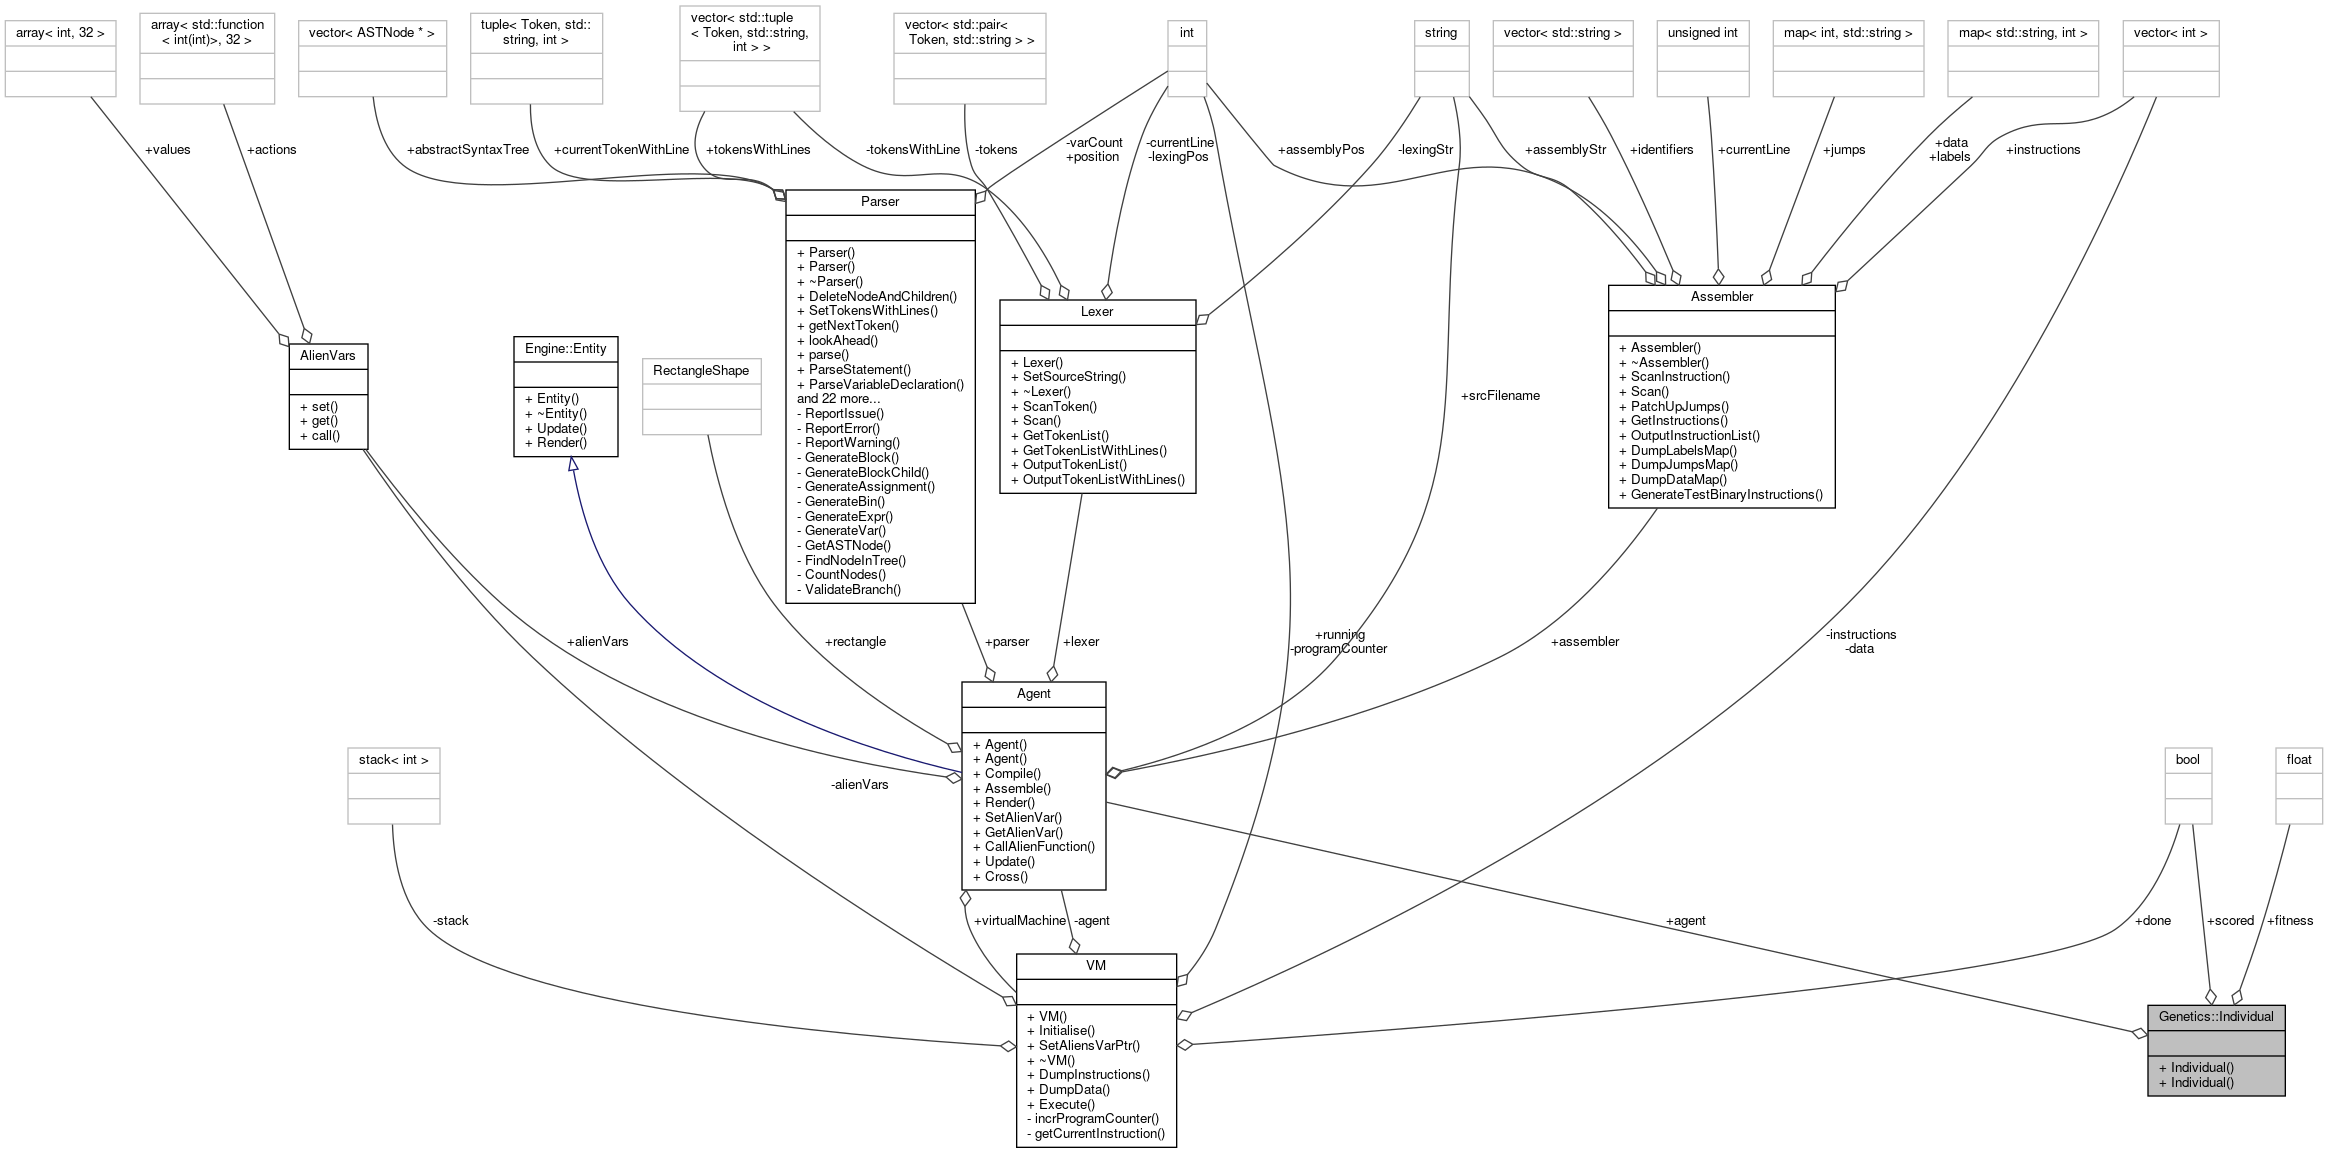 array< int, 32 >
array< std::function
< int(int)>, 32 >
vector< ASTNode * >
tuple< Token, std::
string, int >
vector< std::tuple
< Token, std::string,
int > >
vector< std::pair<
Token, std::string > >
int
string
vector< std::string >
unsigned int
map< int, std::string >
map< std::string, int >
vector< int >
+values
+actions
+abstractSyntaxTree
+currentTokenWithLine
+tokensWithLines
-tokensWithLine
-tokens
-varCount
+position
-currentLine
-lexingPos
+assemblyPos
-lexingStr
+assemblyStr
+identifiers
+currentLine
+jumps
+data
+labels
+instructions
Parser
+ Parser()
+ Parser()
+ ~Parser()
+ DeleteNodeAndChildren()
+ SetTokensWithLines()
+ getNextToken()
+ lookAhead()
+ parse()
+ ParseStatement()
+ ParseVariableDeclaration()
and 22 more...
- ReportIssue()
- ReportError()
- ReportWarning()
- GenerateBlock()
- GenerateBlockChild()
- GenerateAssignment()
- GenerateBin()
- GenerateExpr()
- GenerateVar()
- GetASTNode()
- FindNodeInTree()
- CountNodes()
- ValidateBranch()
Lexer
+ Lexer()
+ SetSourceString()
+ ~Lexer()
+ ScanToken()
+ Scan()
+ GetTokenList()
+ GetTokenListWithLines()
+ OutputTokenList()
+ OutputTokenListWithLines()
Assembler
+ Assembler()
+ ~Assembler()
+ ScanInstruction()
+ Scan()
+ PatchUpJumps()
+ GetInstructions()
+ OutputInstructionList()
+ DumpLabelsMap()
+ DumpJumpsMap()
+ DumpDataMap()
+ GenerateTestBinaryInstructions()
AlienVars
+ set()
+ get()
+ call()
Engine::Entity
+ Entity()
+ ~Entity()
+ Update()
+ Render()
RectangleShape
+srcFilename
+alienVars
+rectangle
+parser
+lexer
+running
-programCounter
+assembler
-instructions
-data
Agent
+ Agent()
+ Agent()
+ Compile()
+ Assemble()
+ Render()
+ SetAlienVar()
+ GetAlienVar()
+ CallAlienFunction()
+ Update()
+ Cross()
stack< int >
-alienVars
bool
float
-stack
+virtualMachine
-agent
+agent
+done
+scored
+fitness
VM
+ VM()
+ Initialise()
+ SetAliensVarPtr()
+ ~VM()
+ DumpInstructions()
+ DumpData()
+ Execute()
- incrProgramCounter()
- getCurrentInstruction()
Genetics::Individual
+ Individual()
+ Individual()